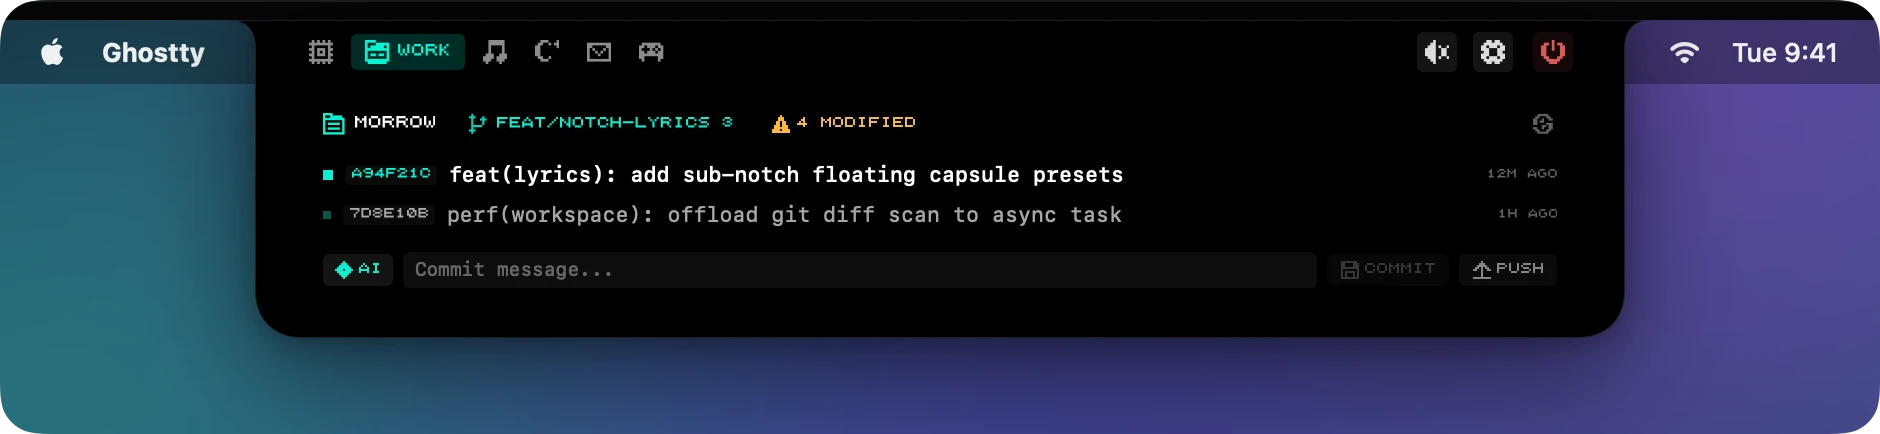 Ghostty
WORK
Tue 9:41
MORROW FEAT/NOTCH-LYRICS 3 4 MODIFIED
A94F21C feat(lyrics): add sub-notch floating capsule presets 12M AGO
7D8E10B perf(workspace): offload git diff scan to async task 1H AGO
AI Commit message... COMMIT PUSH